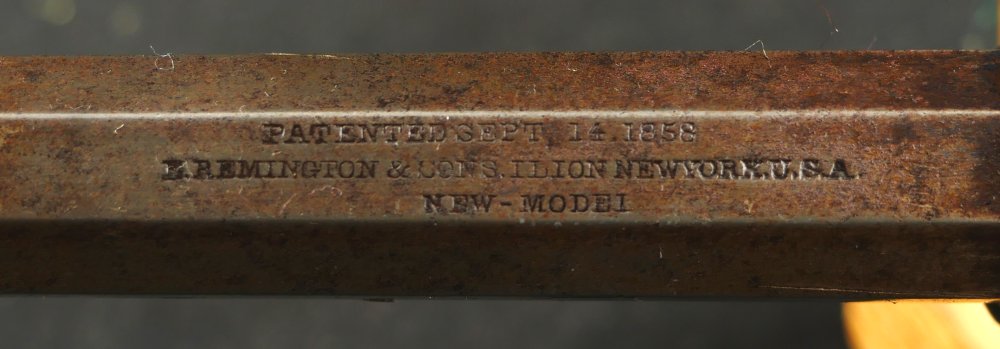 PATENTED SEPT. 14.1858
E.REMINGTON & SONS. ILION NEWYORK.U.S.A.
NEW-MODEL